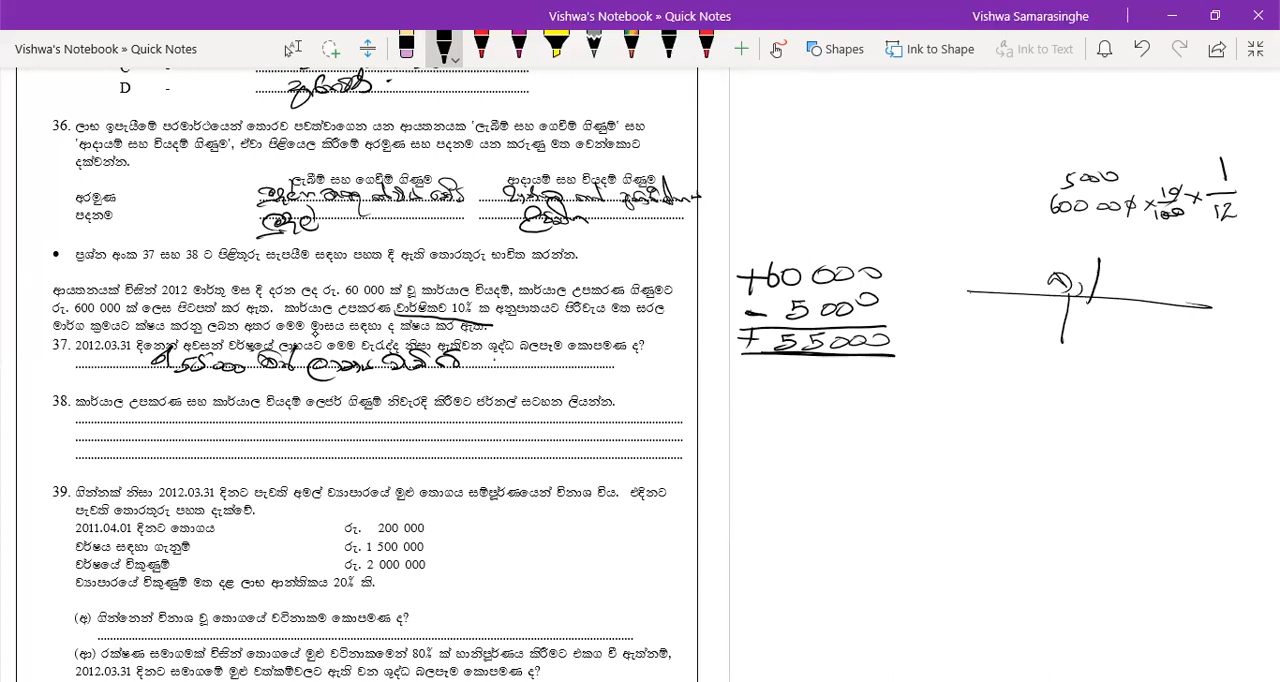 Vishwa's Notebook » Quick Notes
Vishwa Samarasinghe
Vishwa's Notebook » Quick Notes
Shapes
Ink to Shape
Ink to Text
D -
36. ලාභ ඉපැයීමේ පරමාර්ථයෙන් තොරව පවත්වාගෙන යන ආයතනයක 'ලැබීම් සහ ගෙවීම් ගිණුම්' සහ
'ආදායම් සහ වියදම් ගිණුම', ඒවා පිළියෙල කිරීමේ අරමුණ සහ පදනම යන කරුණු මත වෙන්කොට
දක්වන්න.
ලැබීම් සහ ගෙවීම් ගිණුම ආදායම් සහ වියදම් ගිණුම
අරමුණ
පදනම මුදල් උපචිත
• ප්‍රශ්න අංක 37 සහ 38 ට පිළිතුරු සැපයීම සඳහා පහත දී ඇති තොරතුරු භාවිත කරන්න.
ආයතනයක් විසින් 2012 මාර්තු මස දී දරන ලද රු. 60 000 ක් වූ කාර්යාල වියදම්, කාර්යාල උපකරණ ගිණුමට
රු. 600 000 ක් ලෙස පිටපත් කර ඇත. කාර්යාල උපකරණ වාර්ෂිකව 10% ක අනුපාතයට පිරිවැය මත සරල
මාර්ග ක්‍රමයට ක්ෂය කරනු ලබන අතර මෙම මාසය සඳහා ද ක්ෂය කර ඇත.
37. 2012.03.31 දිනෙන් අවසන් වර්ෂයේ ලාභයට මෙම වැරැද්ද නිසා ඇතිවන ශුද්ධ බලපෑම කොපමණ ද?
රු 55 000 කින් ලාභය වැඩි වී
38. කාර්යාල උපකරණ සහ කාර්යාල වියදම් ලෙජර් ගිණුම් නිවැරදි කිරීමට ජර්නල් සටහන ලියන්න.
39. ගින්නක් නිසා 2012.03.31 දිනට පැවති අමල් ව්‍යාපාරයේ මුළු තොගය සම්පූර්ණයෙන් විනාශ විය. එදිනට
පැවති තොරතුරු පහත දැක්වේ.
2011.04.01 දිනට තොගය රු. 200 000
වර්ෂය සඳහා ගැනුම් රු. 1 500 000
වර්ෂයේ විකුණුම් රු. 2 000 000
ව්‍යාපාරයේ විකුණුම් මත දළ ලාභ ආන්තිකය 20% කි.
(අ) ගින්නෙන් විනාශ වූ තොගයේ වටිනාකම කොපමණ ද?
(ආ) රක්ෂණ සමාගමක් විසින් තොගයේ මුළු වටිනාකමෙන් 80% ක් හානිපූර්ණය කිරීමට එකඟ වී ඇත්නම්,
2012.03.31 දිනට සමාගමේ මුළු වත්කම්වලට ඇති වන ශුද්ධ බලපෑම කොපමණ ද?
5000
600 000 × 10/100 × 1/12
+60 000
- 5 000
+ 55 000